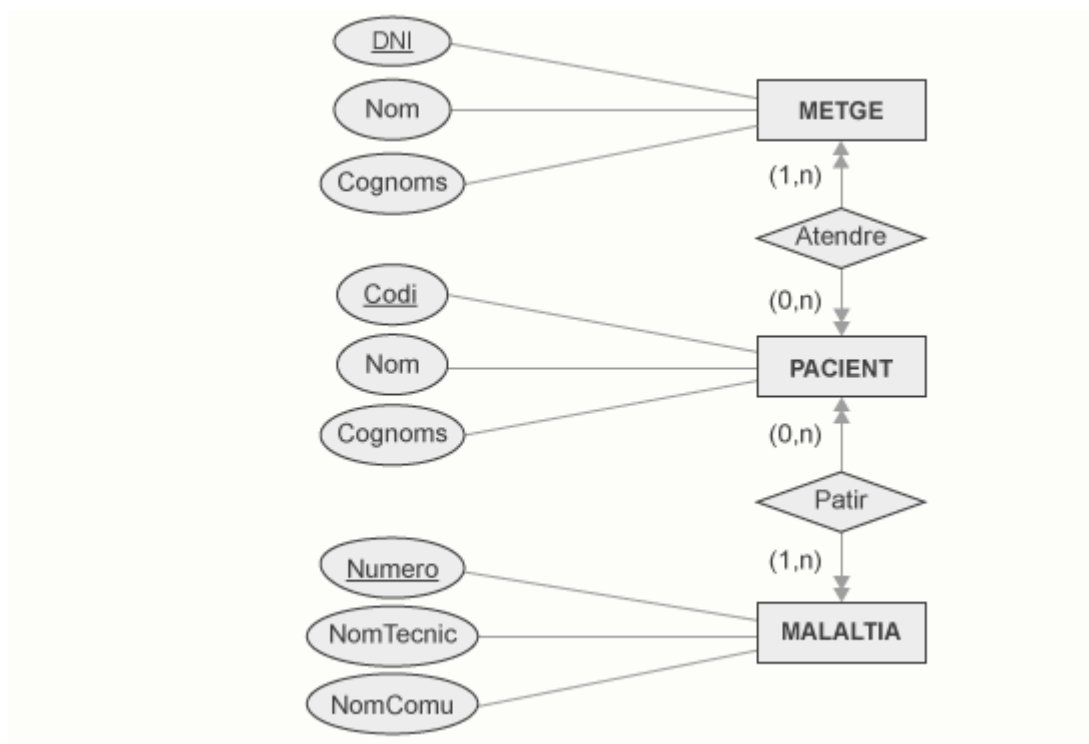 DNI
Nom
METGE
Cognoms
(1,n)
Atendre
(0,n)
Codi
Nom
PACIENT
Cognoms
(0,n)
Patir
(1,n)
Numero
NomTecnic
MALALTIA
NomComu